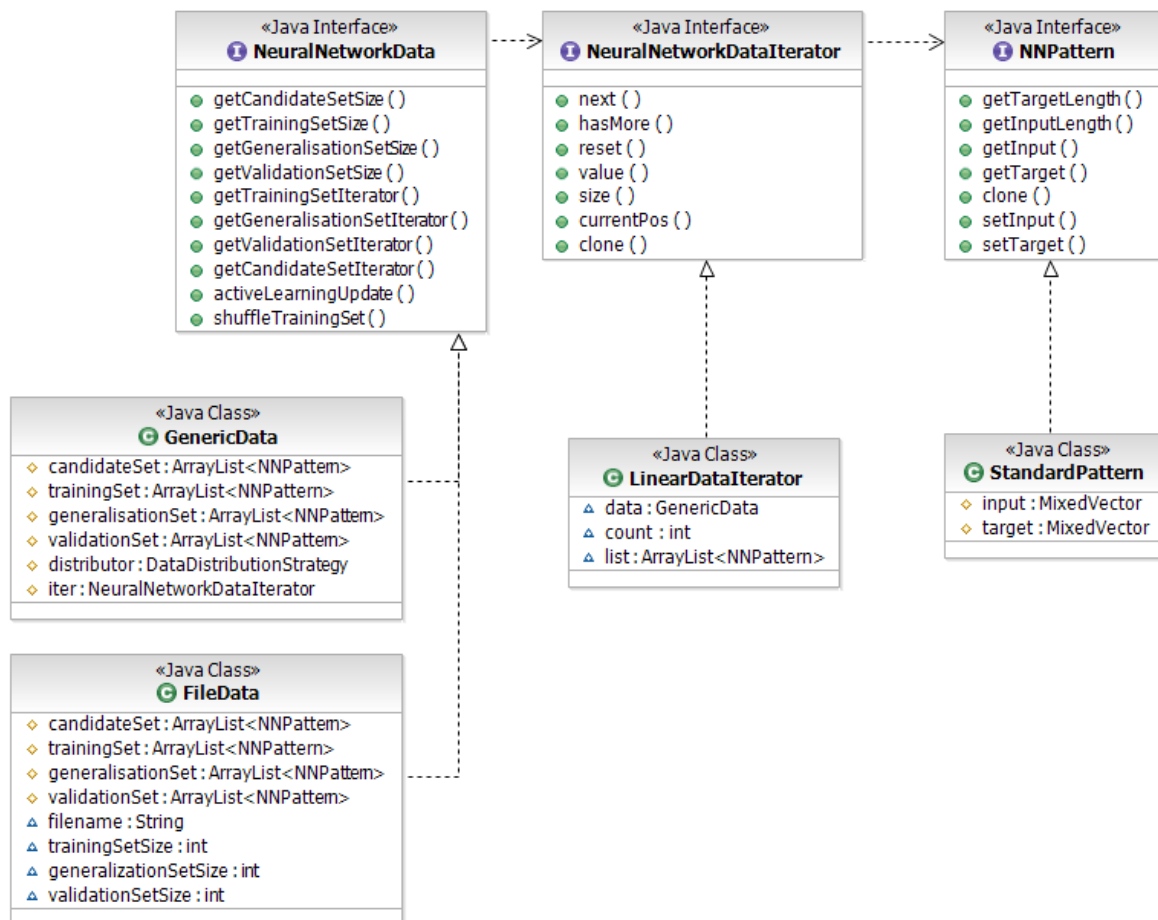 «Java Interface»
I NeuralNetworkData
getCandidateSetSize ( )
getTrainingSetSize ( )
getGeneralisationSetSize ( )
getValidationSetSize ( )
getTrainingSetIterator ( )
getGeneralisationSetIterator ( )
getValidationSetIterator ( )
getCandidateSetIterator ( )
activeLearningUpdate ( )
shuffleTrainingSet ( )
«Java Interface»
I NeuralNetworkDataIterator
next ( )
hasMore ( )
reset ( )
value ( )
size ( )
currentPos ( )
clone ( )
«Java Interface»
I NNPattern
getTargetLength ( )
getInputLength ( )
getInput ( )
getTarget ( )
clone ( )
setInput ( )
setTarget ( )
«Java Class»
C GenericData
candidateSet : ArrayList<NNPattern>
trainingSet : ArrayList<NNPattern>
generalisationSet : ArrayList<NNPattern>
validationSet : ArrayList<NNPattern>
distributor : DataDistributionStrategy
iter : NeuralNetworkDataIterator
«Java Class»
C LinearDataIterator
data : GenericData
count : int
list : ArrayList<NNPattern>
«Java Class»
C StandardPattern
input : MixedVector
target : MixedVector
«Java Class»
C FileData
candidateSet : ArrayList<NNPattern>
trainingSet : ArrayList<NNPattern>
generalisationSet : ArrayList<NNPattern>
validationSet : ArrayList<NNPattern>
filename : String
trainingSetSize : int
generalizationSetSize : int
validationSetSize : int